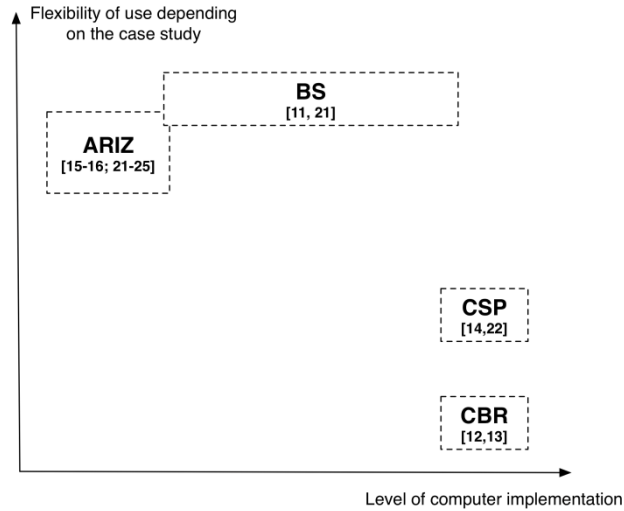 Flexibility of use depending
on the case study
BS
[11, 21]
ARIZ
[15-16; 21-25]
CSP
[14,22]
CBR
[12,13]
Level of computer implementation